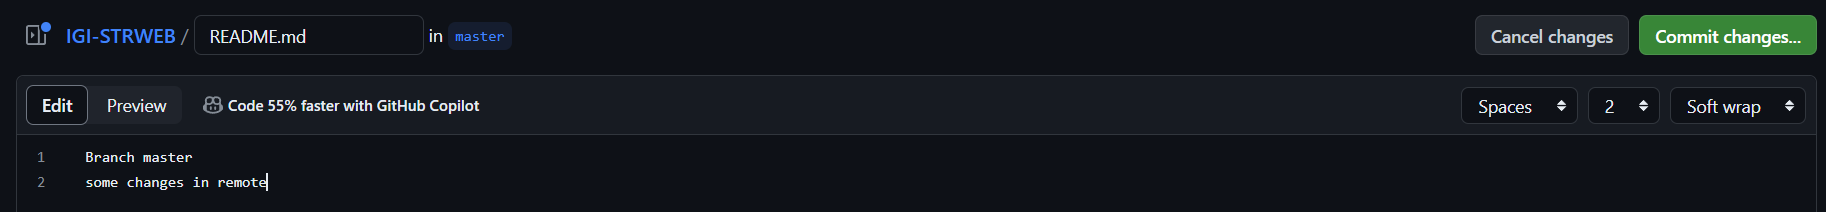 IGI-STRWEB / README.md in master Cancel changes Commit changes...
Edit Preview Code 55% faster with GitHub Copilot Spaces 2 Soft wrap
1 Branch master
2 some changes in remote